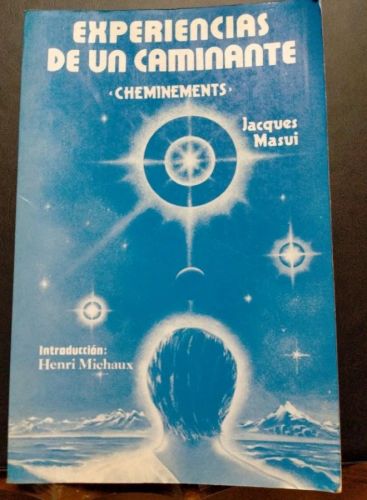 EXPERIENCIAS
DE UN CAMINANTE
‹CHEMINEMENTS›
Jacques
Masui
Introducción:
Henri Michaux